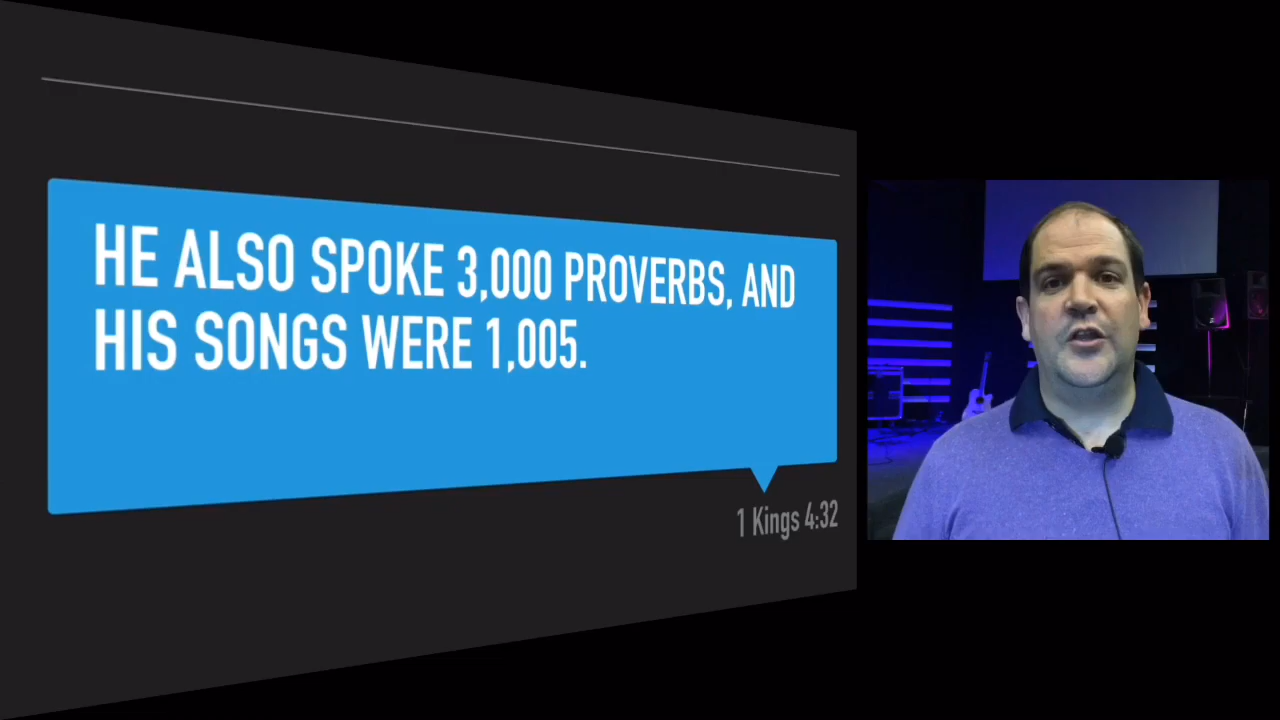 HE ALSO SPOKE 3,000 PROVERBS, AND
HIS SONGS WERE 1,005.
1 Kings 4:32